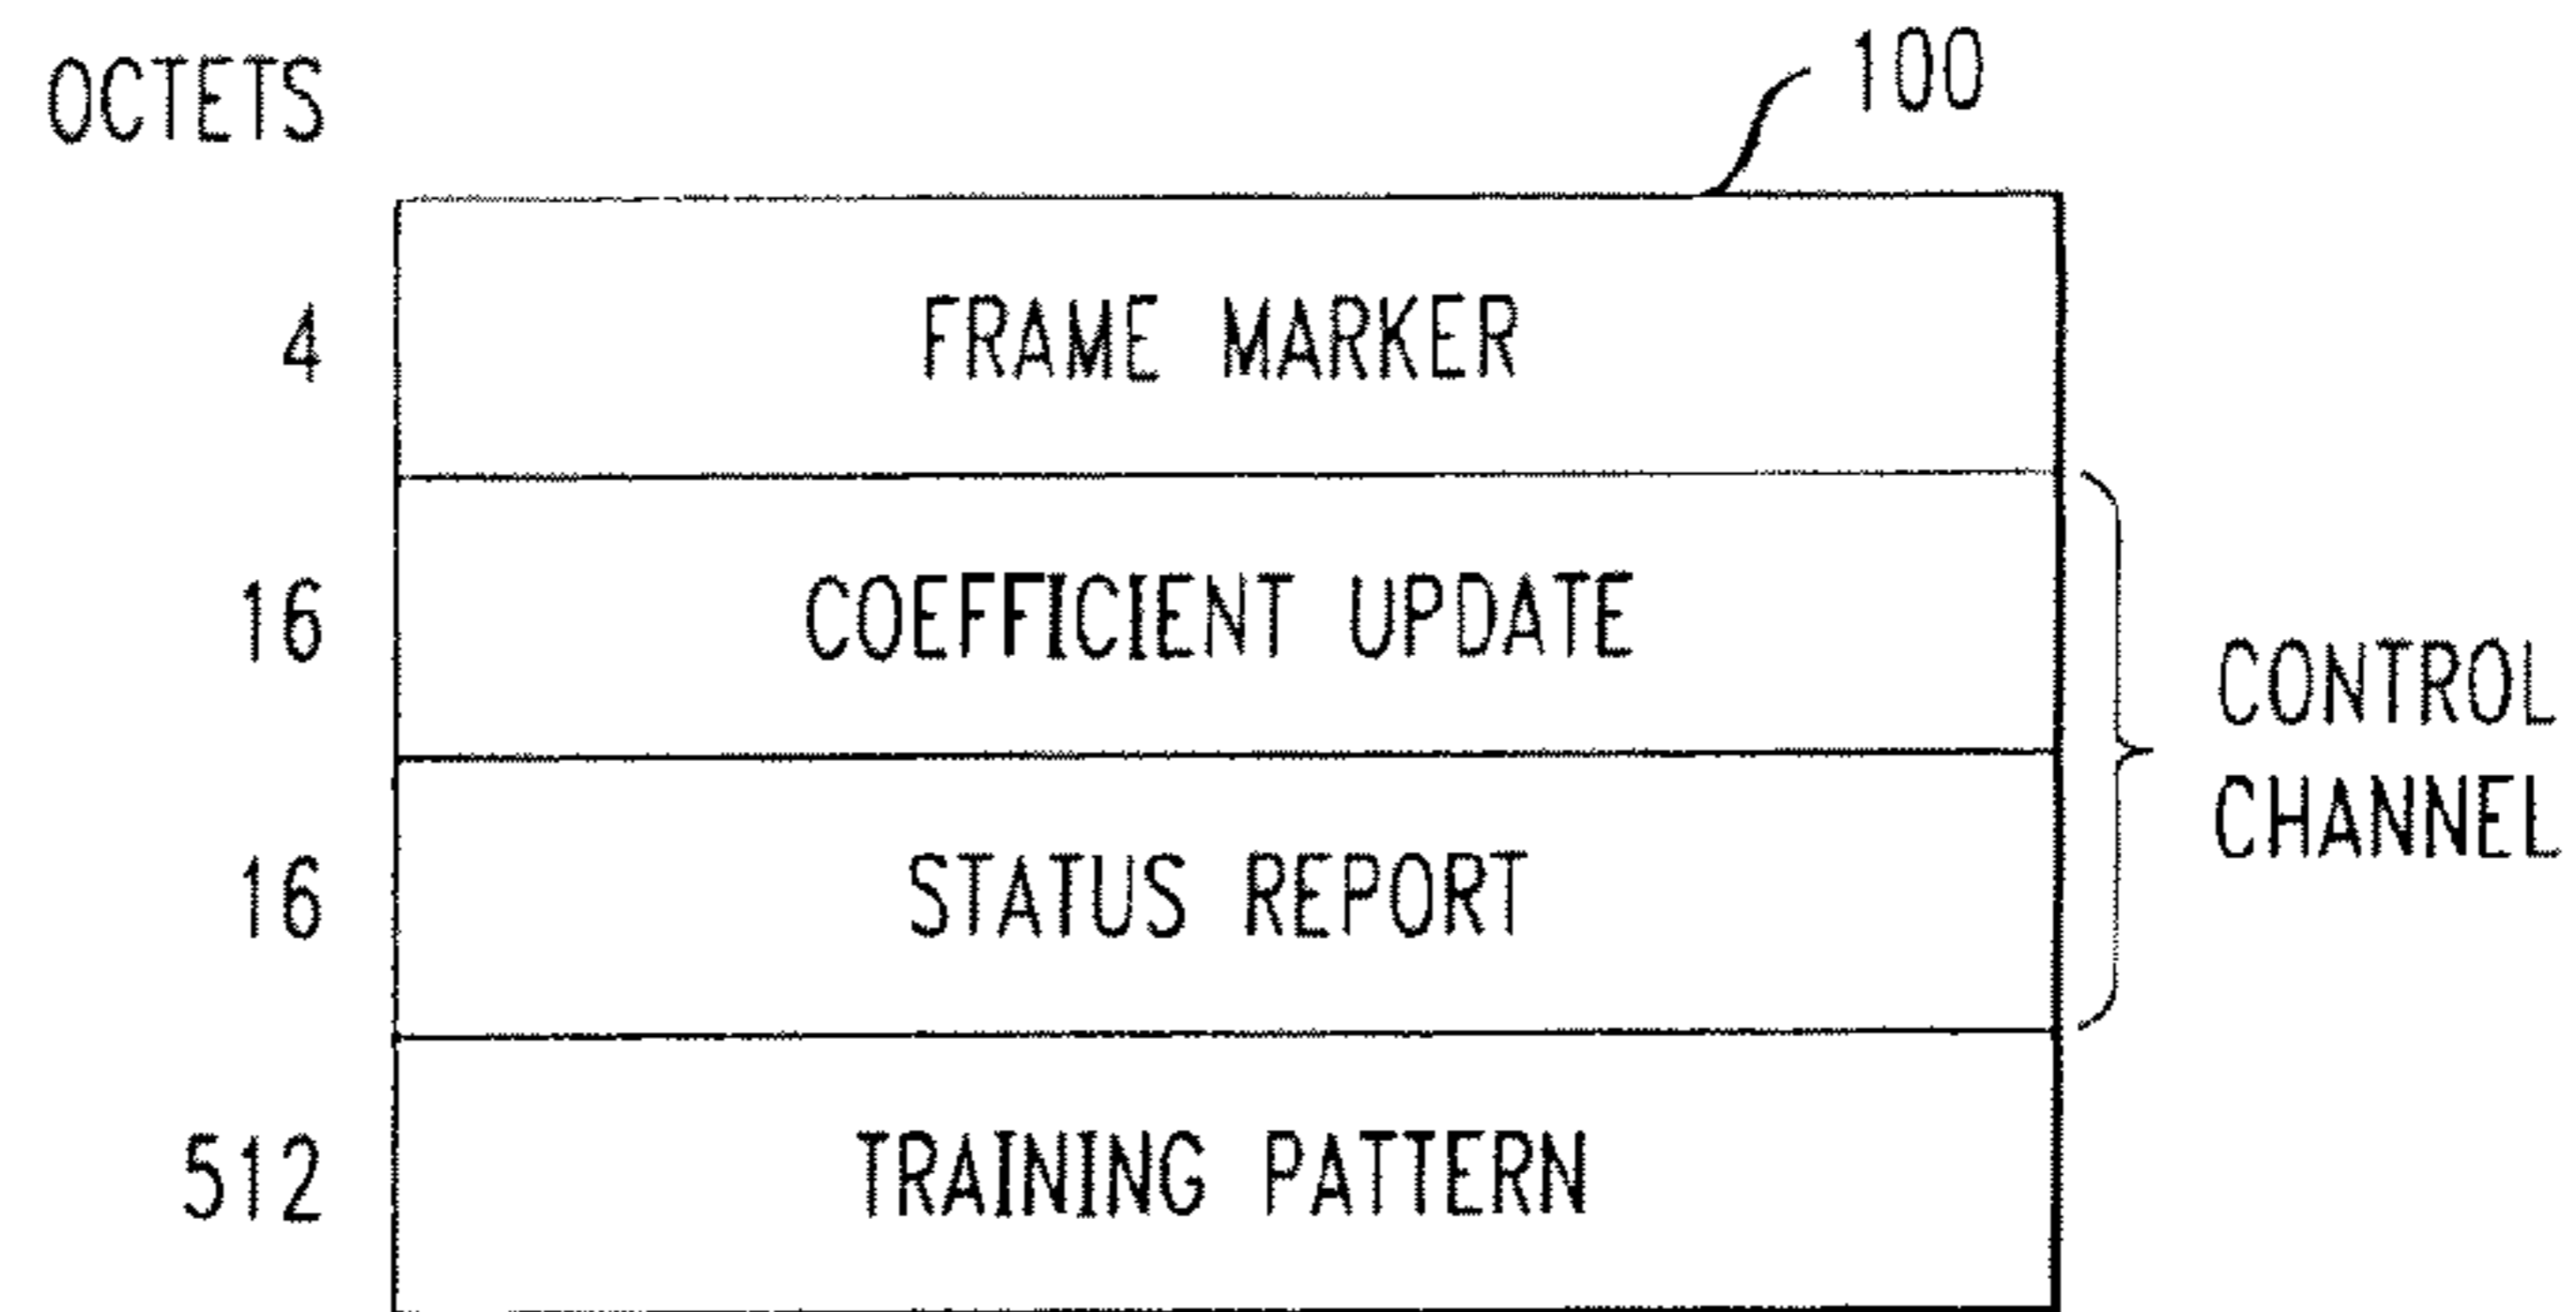 OCTETS
100
4 FRAME MARKER
16 COEFFICIENT UPDATE
16 STATUS REPORT
CONTROL
CHANNEL
512 TRAINING PATTERN